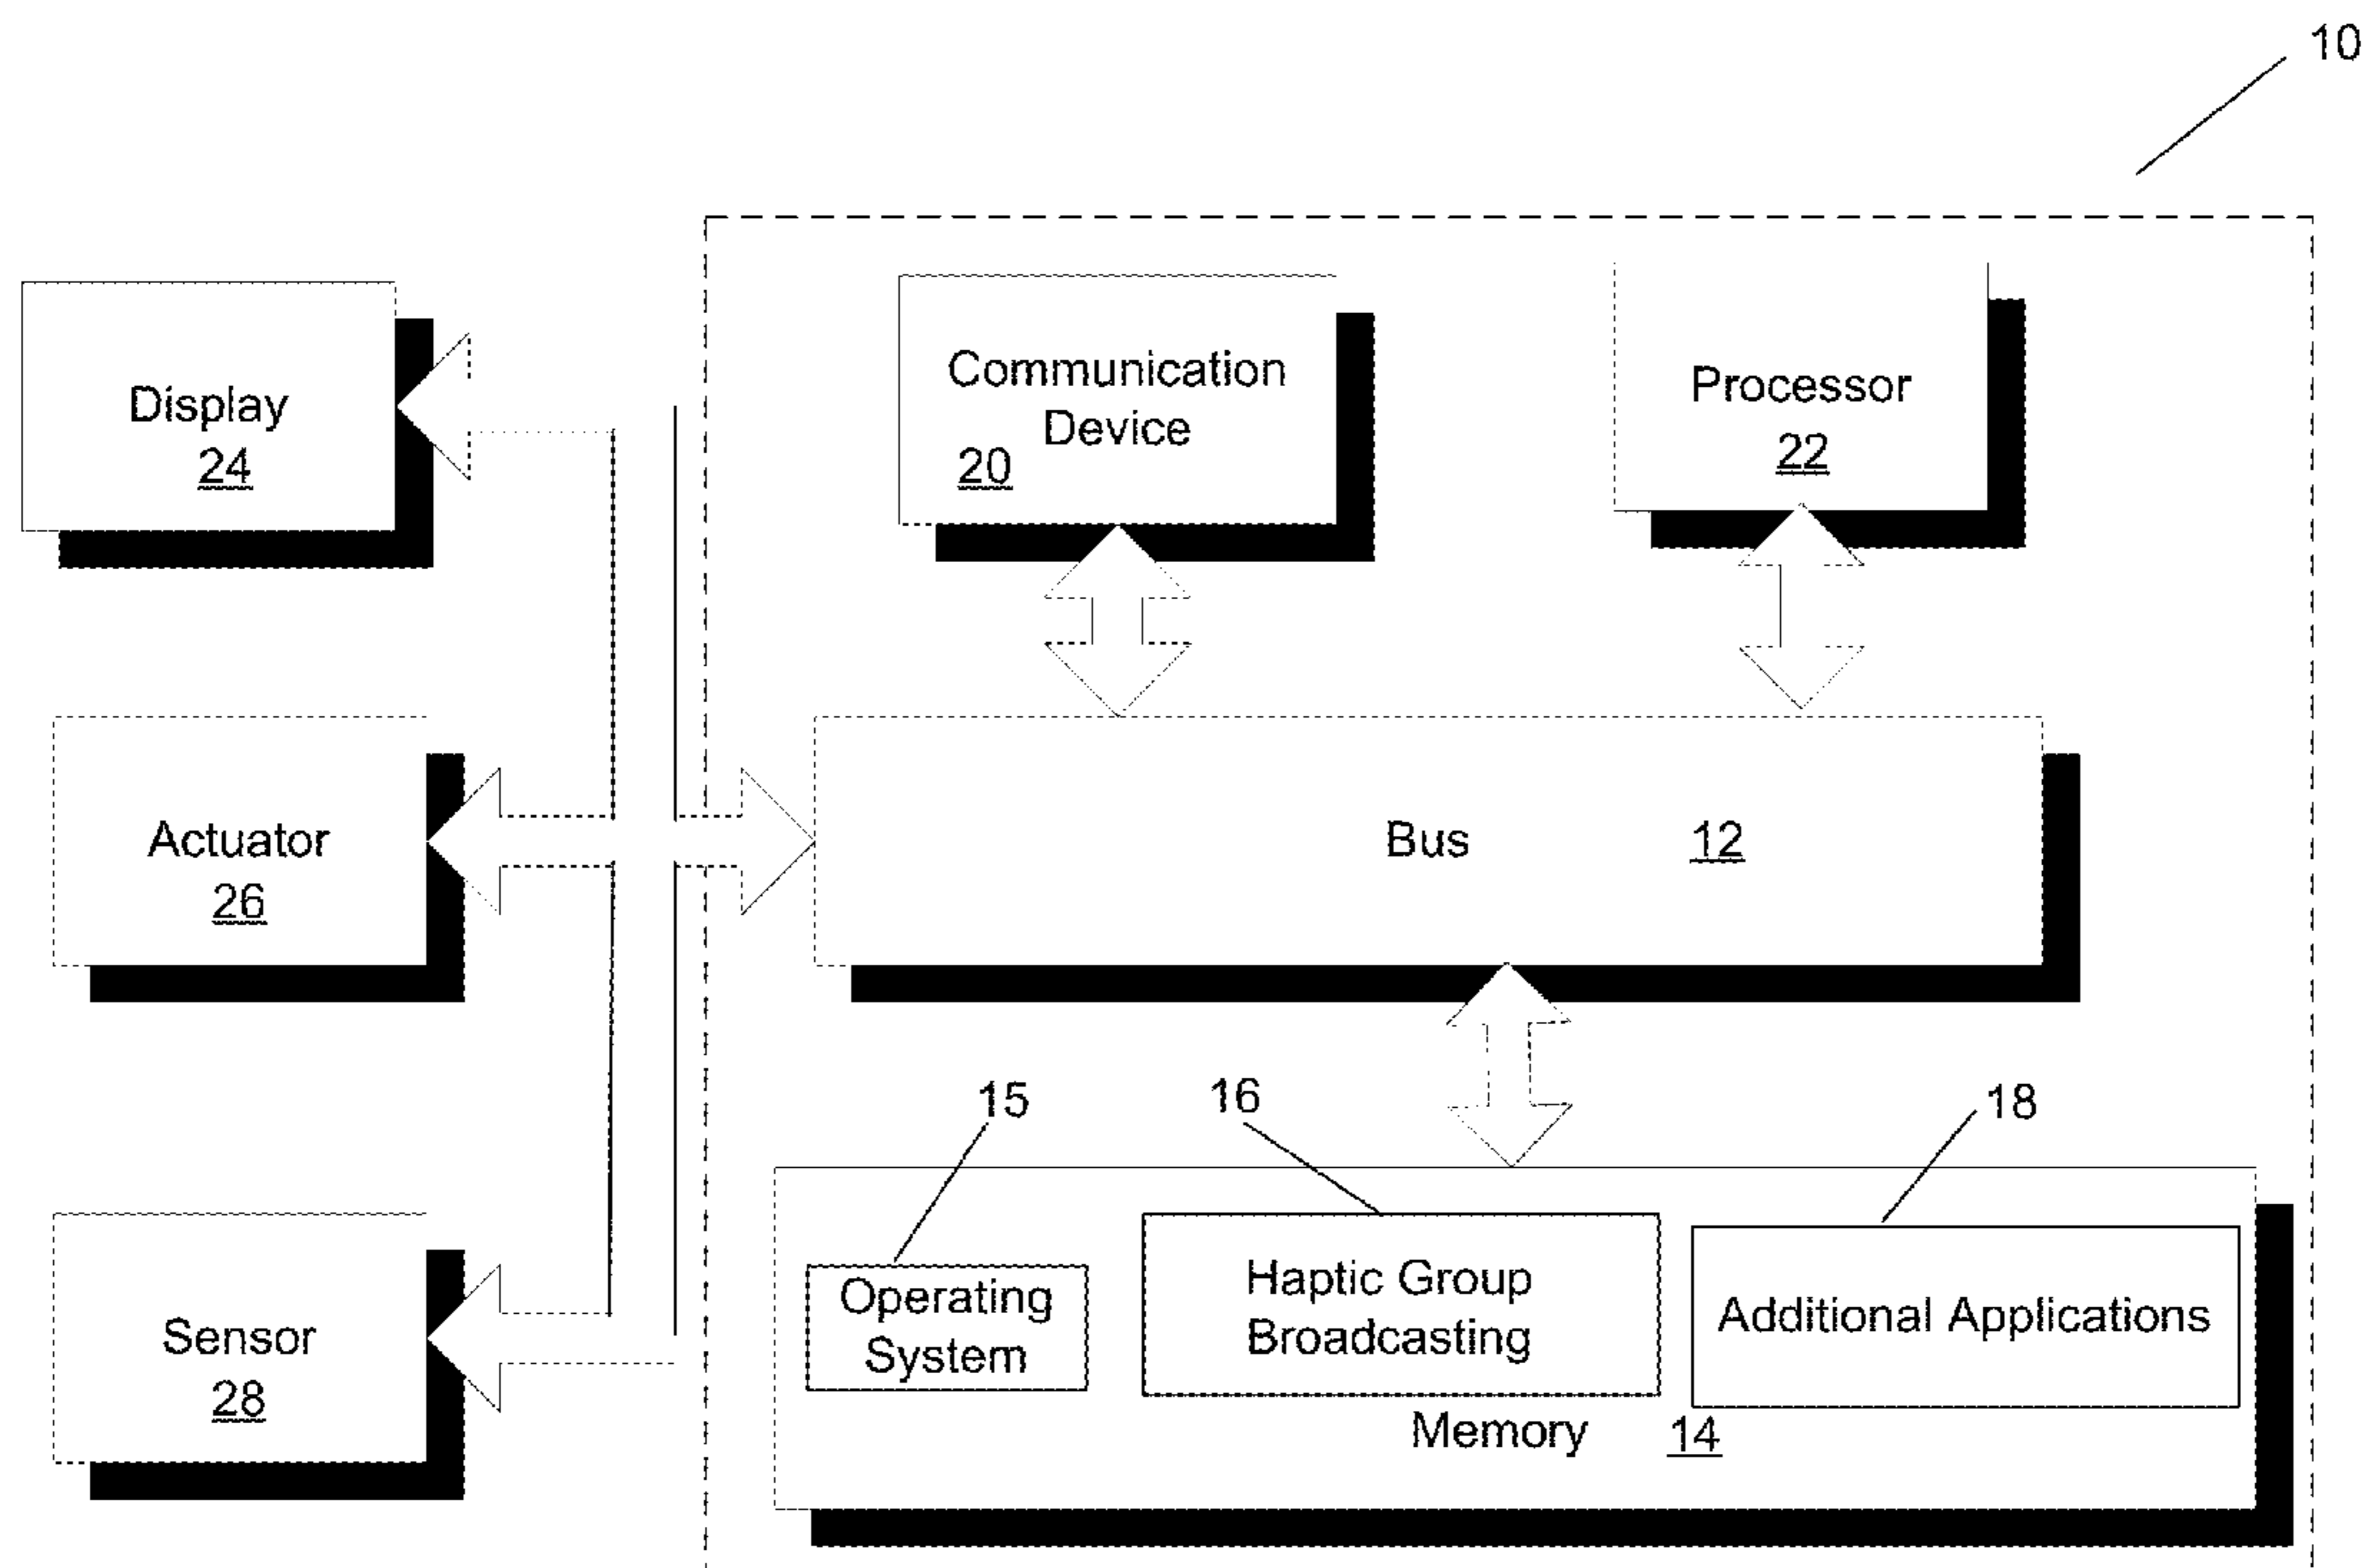 10
Display
24
Communication
Device
20
Processor
22
Actuator
26
Bus 12
15
16
18
Operating
System
Haptic Group
Broadcasting
Additional Applications
Memory 14
Sensor
28